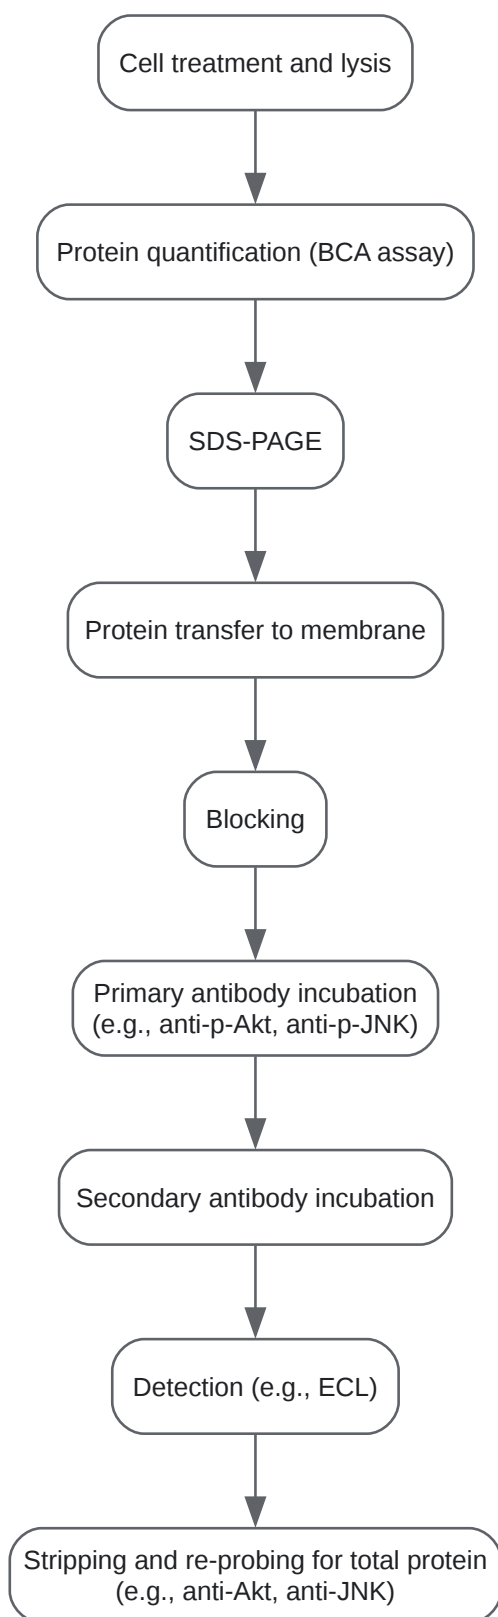 Cell treatment and lysis
Protein quantification (BCA assay)
SDS-PAGE
Protein transfer to membrane
Blocking
Primary antibody incubation
(e.g., anti-p-Akt, anti-p-JNK)
Secondary antibody incubation
Detection (e.g., ECL)
Stripping and re-probing for total protein
(e.g., anti-Akt, anti-JNK)